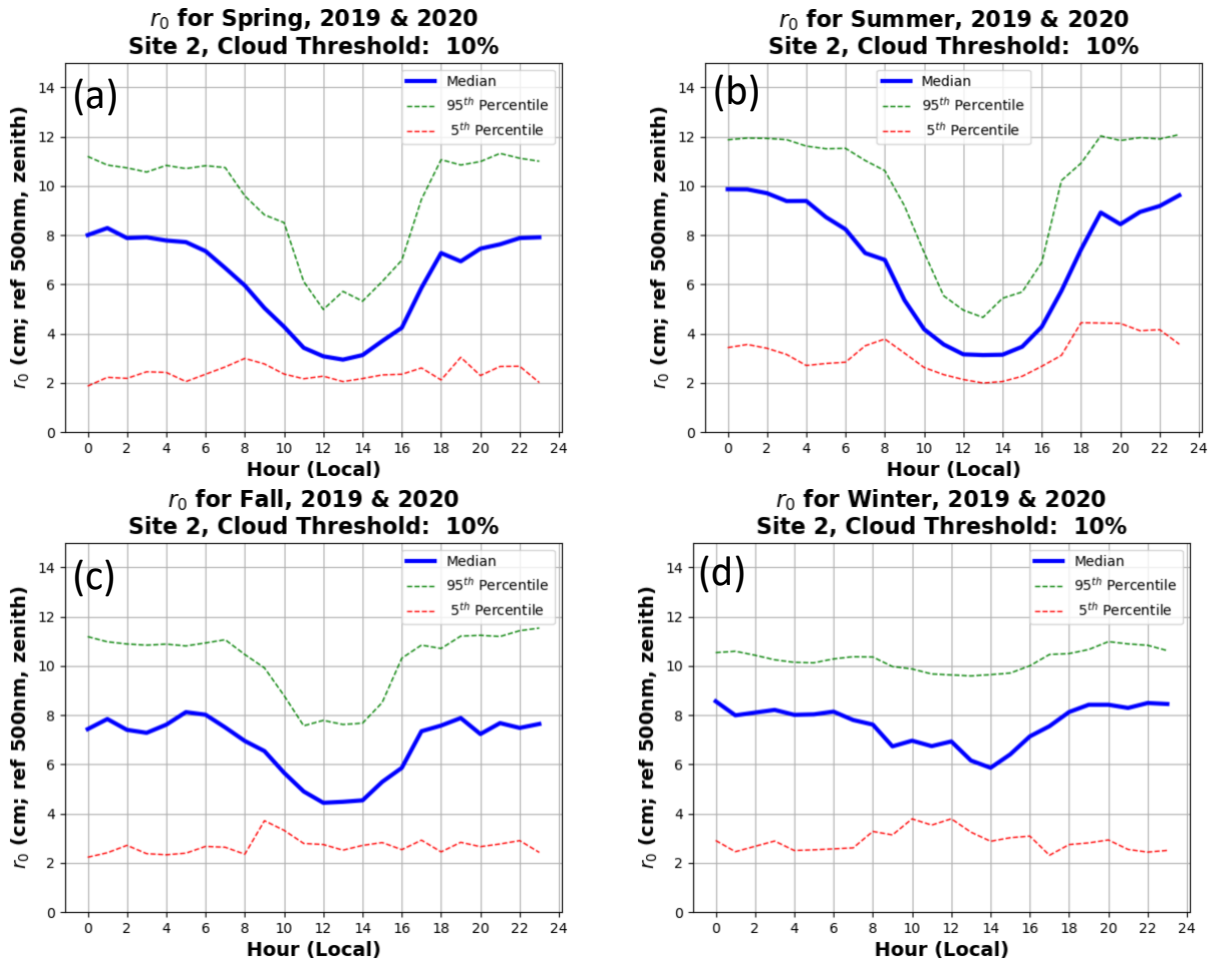 r₀ for Spring, 2019 & 2020
Site 2, Cloud Threshold: 10%
(a)
Median
95ᵗʰ Percentile
5ᵗʰ Percentile
r₀ (cm; ref 500nm, zenith)
14
12
10
8
6
4
2
0
0 2 4 6 8 10 12 14 16 18 20 22 24
Hour (Local)
r₀ for Summer, 2019 & 2020
Site 2, Cloud Threshold: 10%
(b)
Median
95ᵗʰ Percentile
5ᵗʰ Percentile
r₀ (cm; ref 500nm, zenith)
14
12
10
8
6
4
2
0
0 2 4 6 8 10 12 14 16 18 20 22 24
Hour (Local)
r₀ for Fall, 2019 & 2020
Site 2, Cloud Threshold: 10%
(c)
Median
95ᵗʰ Percentile
5ᵗʰ Percentile
r₀ (cm; ref 500nm, zenith)
14
12
10
8
6
4
2
0
0 2 4 6 8 10 12 14 16 18 20 22 24
Hour (Local)
r₀ for Winter, 2019 & 2020
Site 2, Cloud Threshold: 10%
(d)
Median
95ᵗʰ Percentile
5ᵗʰ Percentile
r₀ (cm; ref 500nm, zenith)
14
12
10
8
6
4
2
0
0 2 4 6 8 10 12 14 16 18 20 22 24
Hour (Local)